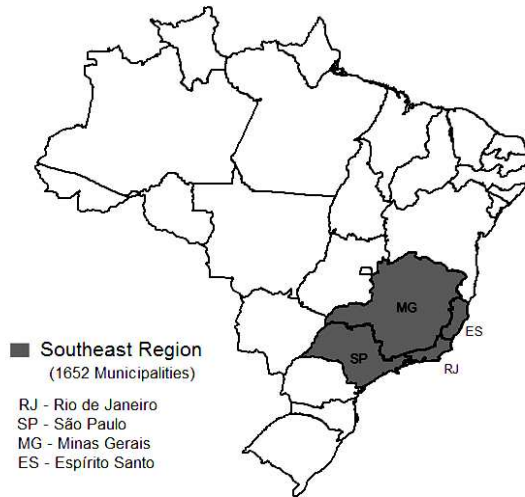 MG
ES
SP
RJ
Southeast Region
(1652 Municipalities)
RJ - Rio de Janeiro
SP - São Paulo
MG - Minas Gerais
ES - Espírito Santo